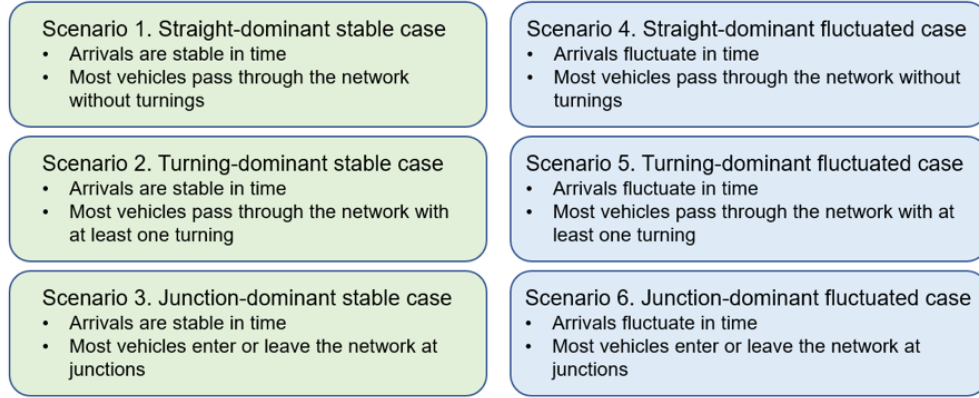 Scenario 1. Straight-dominant stable case
• Arrivals are stable in time
• Most vehicles pass through the network
without turnings
Scenario 2. Turning-dominant stable case
• Arrivals are stable in time
• Most vehicles pass through the network with
at least one turning
Scenario 3. Junction-dominant stable case
• Arrivals are stable in time
• Most vehicles enter or leave the network at
junctions
Scenario 4. Straight-dominant fluctuated case
• Arrivals fluctuate in time
• Most vehicles pass through the network without
turnings
Scenario 5. Turning-dominant fluctuated case
• Arrivals fluctuate in time
• Most vehicles pass through the network with at
least one turning
Scenario 6. Junction-dominant fluctuated case
• Arrivals fluctuate in time
• Most vehicles enter or leave the network at
junctions